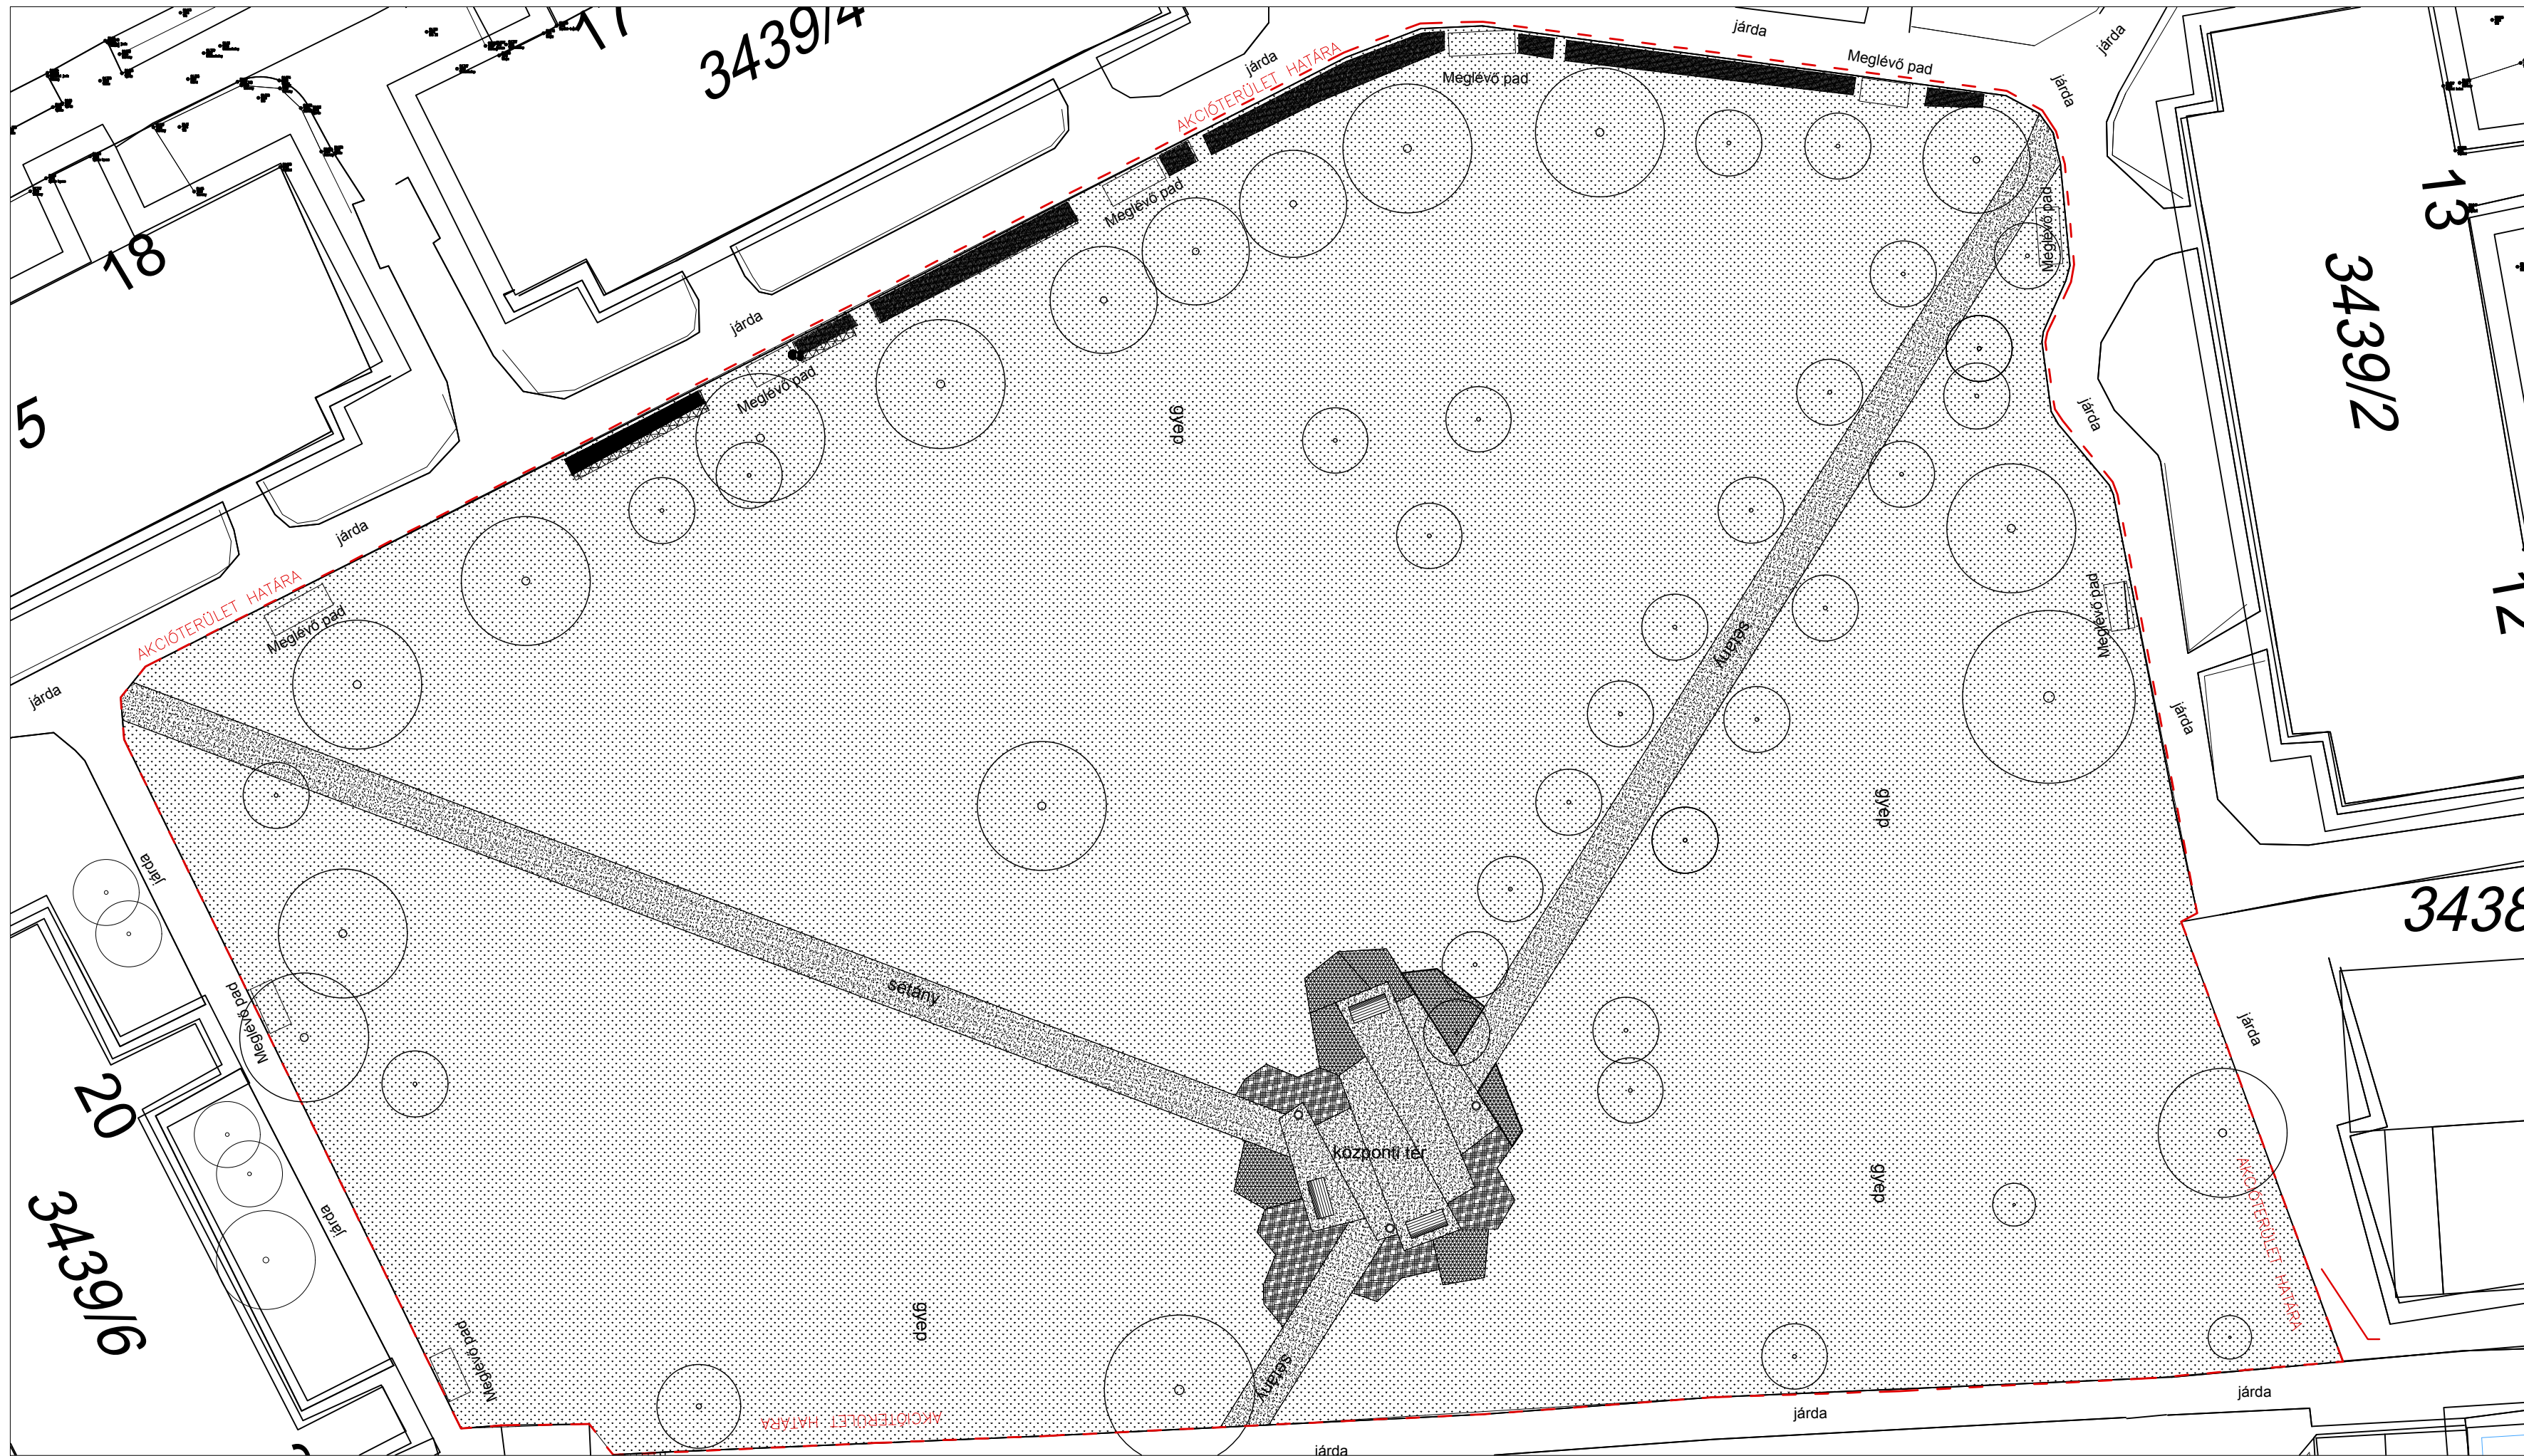 17
3439/4
járda
Meglévő pad
járda
járda
AKCIÓTERÜLET HATÁRA
Meglévő pad
járda
13
Meglévő pad
Meglévő pad
18
3439/2
járda
Meglévő pad
5
gyep
járda
járda
AKCIÓTERÜLET HATÁRA
Meglévő pad
Meglévő pad
12
sétány
járda
járda
gyep
járda
3438
sétány
Meglévő pad
járda
20
központi tér
gyep
AKCIÓTERÜLET HATÁRA
3439/6
járda
gyep
Meglévő pad
sétány
AKCIÓTERÜLET HATÁRA
járda
járda
járda